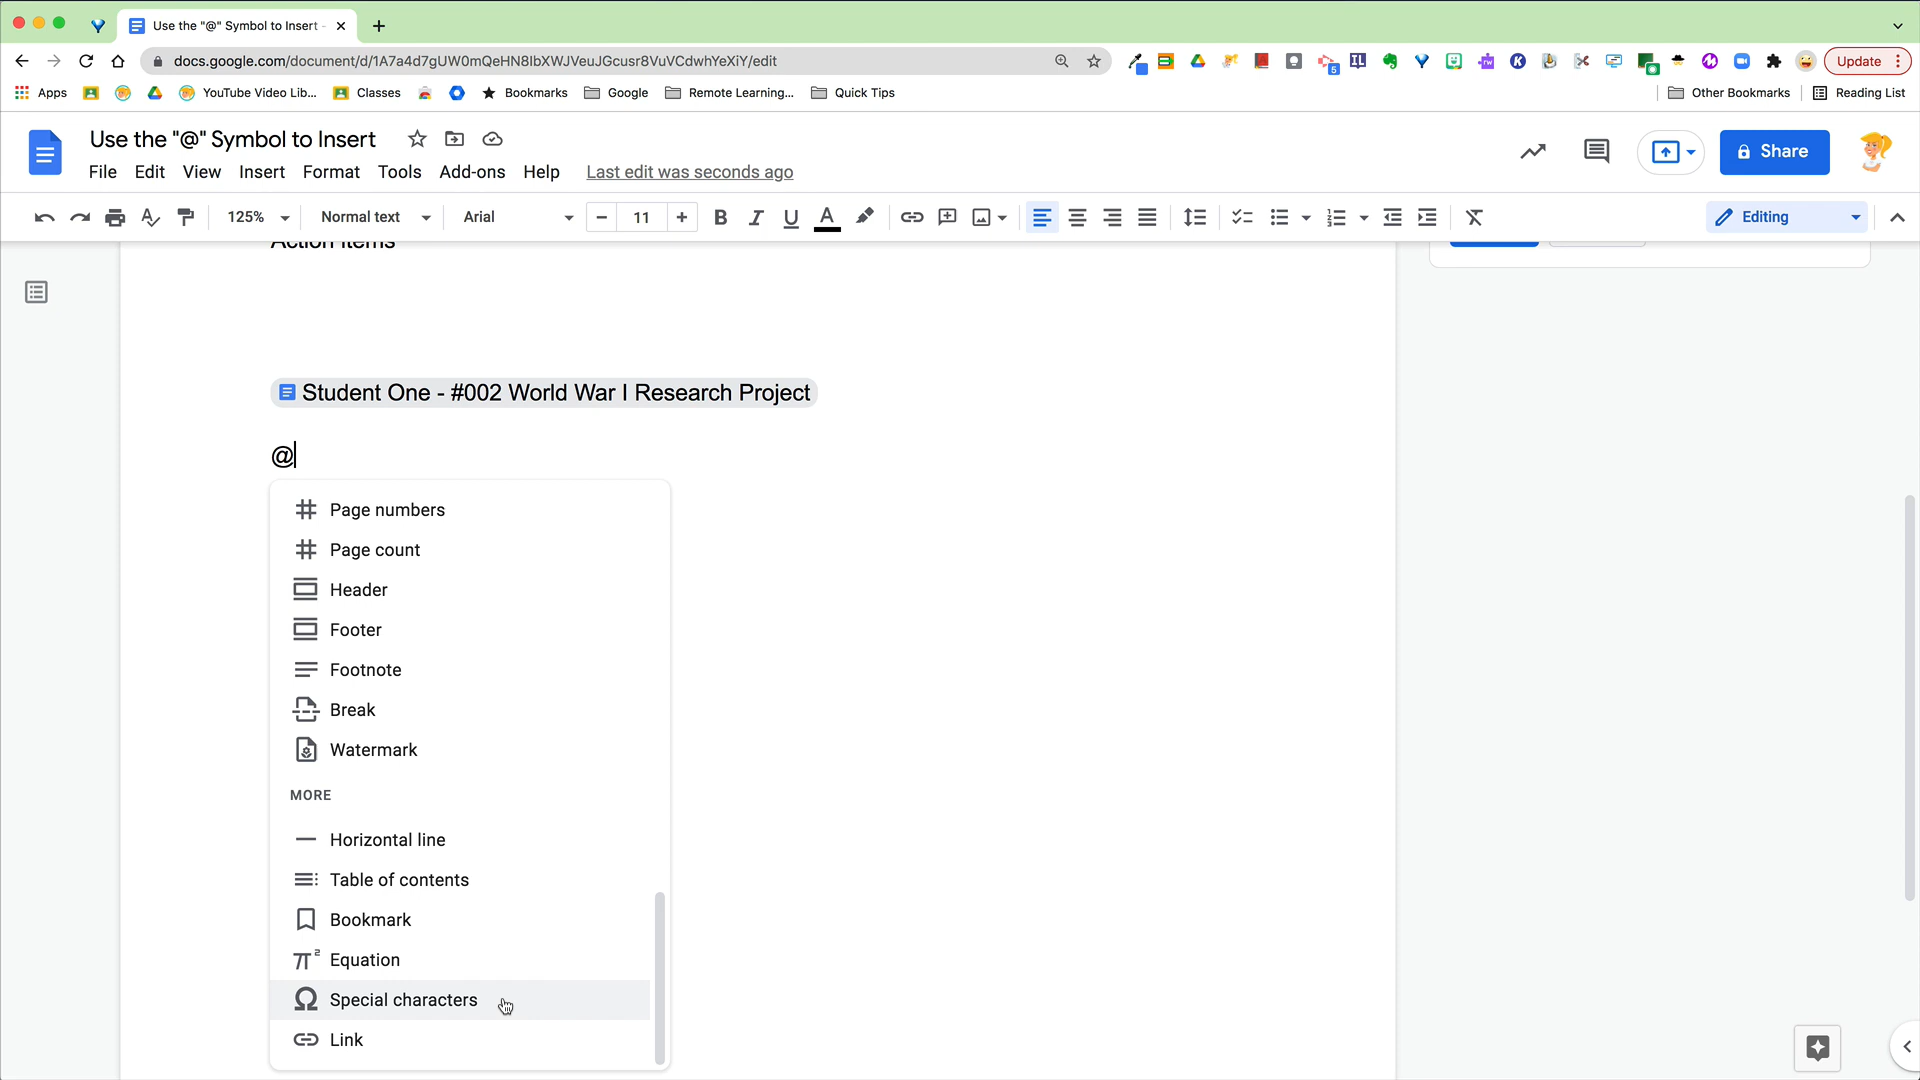 Use the "@" Symbol to Insert -
docs.google.com/document/d/1A7a4d7gUW0mQeHN8IbXWJVeuJGcusr8VuVCdwhYeXiY/edit
Update
Apps
YouTube Video Lib...
Classes
Bookmarks
Google
Remote Learning...
Quick Tips
Other Bookmarks
Reading List
Use the "@" Symbol to Insert
File Edit View Insert Format Tools Add-ons Help Last edit was seconds ago
Share
125% Normal text Arial 11 B I U A Editing
Action Items
Student One - #002 World War I Research Project
@
Page numbers
Page count
Header
Footer
Footnote
Break
Watermark
MORE
Horizontal line
Table of contents
Bookmark
Equation
Special characters
Link